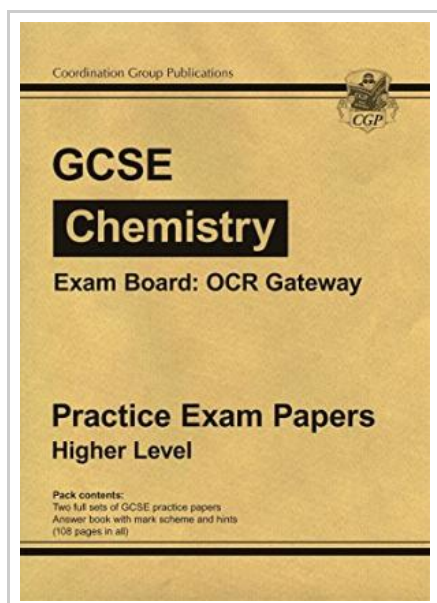 Coordination Group Publications
CGP
GCSE
Chemistry
Exam Board: OCR Gateway
Practice Exam Papers
Higher Level
Pack contents:
Two full sets of GCSE practice papers
Answer book with mark scheme and hints
(108 pages in all)